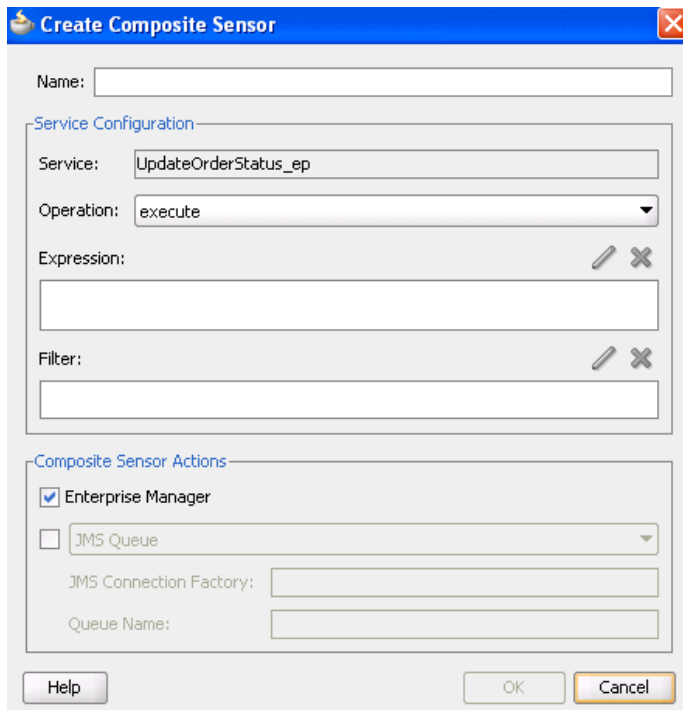 Create Composite Sensor
Name:
Service Configuration
Service: UpdateOrderStatus_ep
Operation: execute
Expression:
Filter:
Composite Sensor Actions
Enterprise Manager
JMS Queue
JMS Connection Factory:
Queue Name:
Help OK Cancel